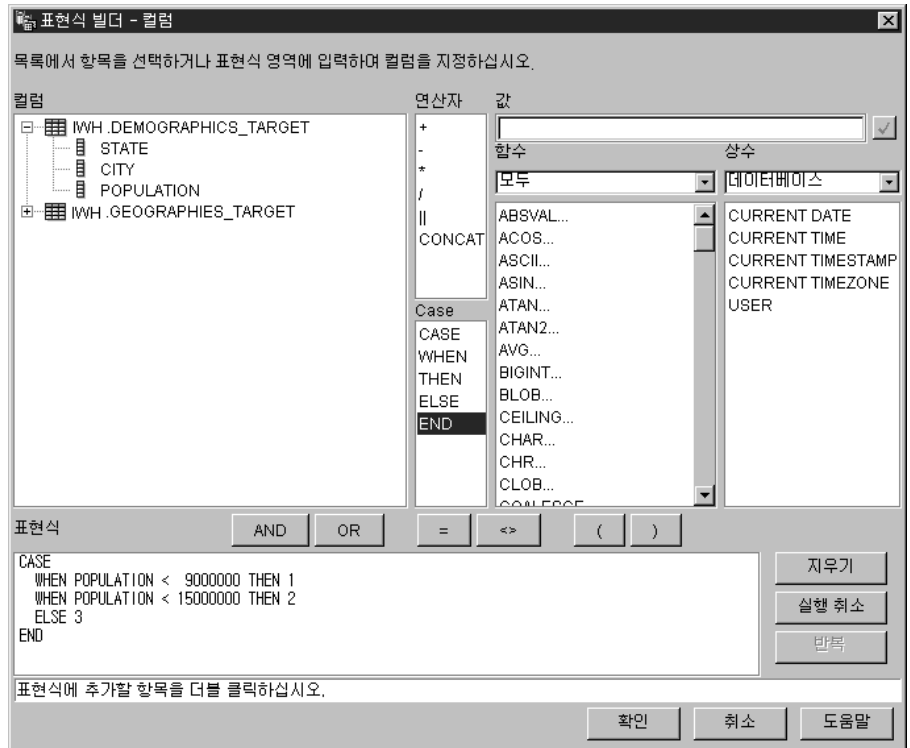 표현식 빌더 - 컬럼
목록에서 항목을 선택하거나 표현식 영역에 입력하며 컬럼을 지정하십시오.
컬럼
IWH .DEMOGRAPHICS_TARGET
STATE
CITY
POPULATION
IWH .GEOGRAPHIES_TARGET
연산자
+
-
*
/
||
CONCAT
Case
CASE
WHEN
THEN
ELSE
END
값
함수
모두
ABSVAL...
ACOS...
ASCII...
ASIN...
ATAN...
ATAN2...
AVG...
BIGINT...
BLOB...
CEILING...
CHAR...
CHR...
CLOB...
상수
데이터베이스
CURRENT DATE
CURRENT TIME
CURRENT TIMESTAMP
CURRENT TIMEZONE
USER
표현식 AND OR = <> ( )
CASE
WHEN POPULATION < 9000000 THEN 1
WHEN POPULATION < 15000000 THEN 2
ELSE 3
END
지우기
실행 취소
반복
표현식에 추가할 항목을 더블 클릭하십시오.
확인 취소 도움말